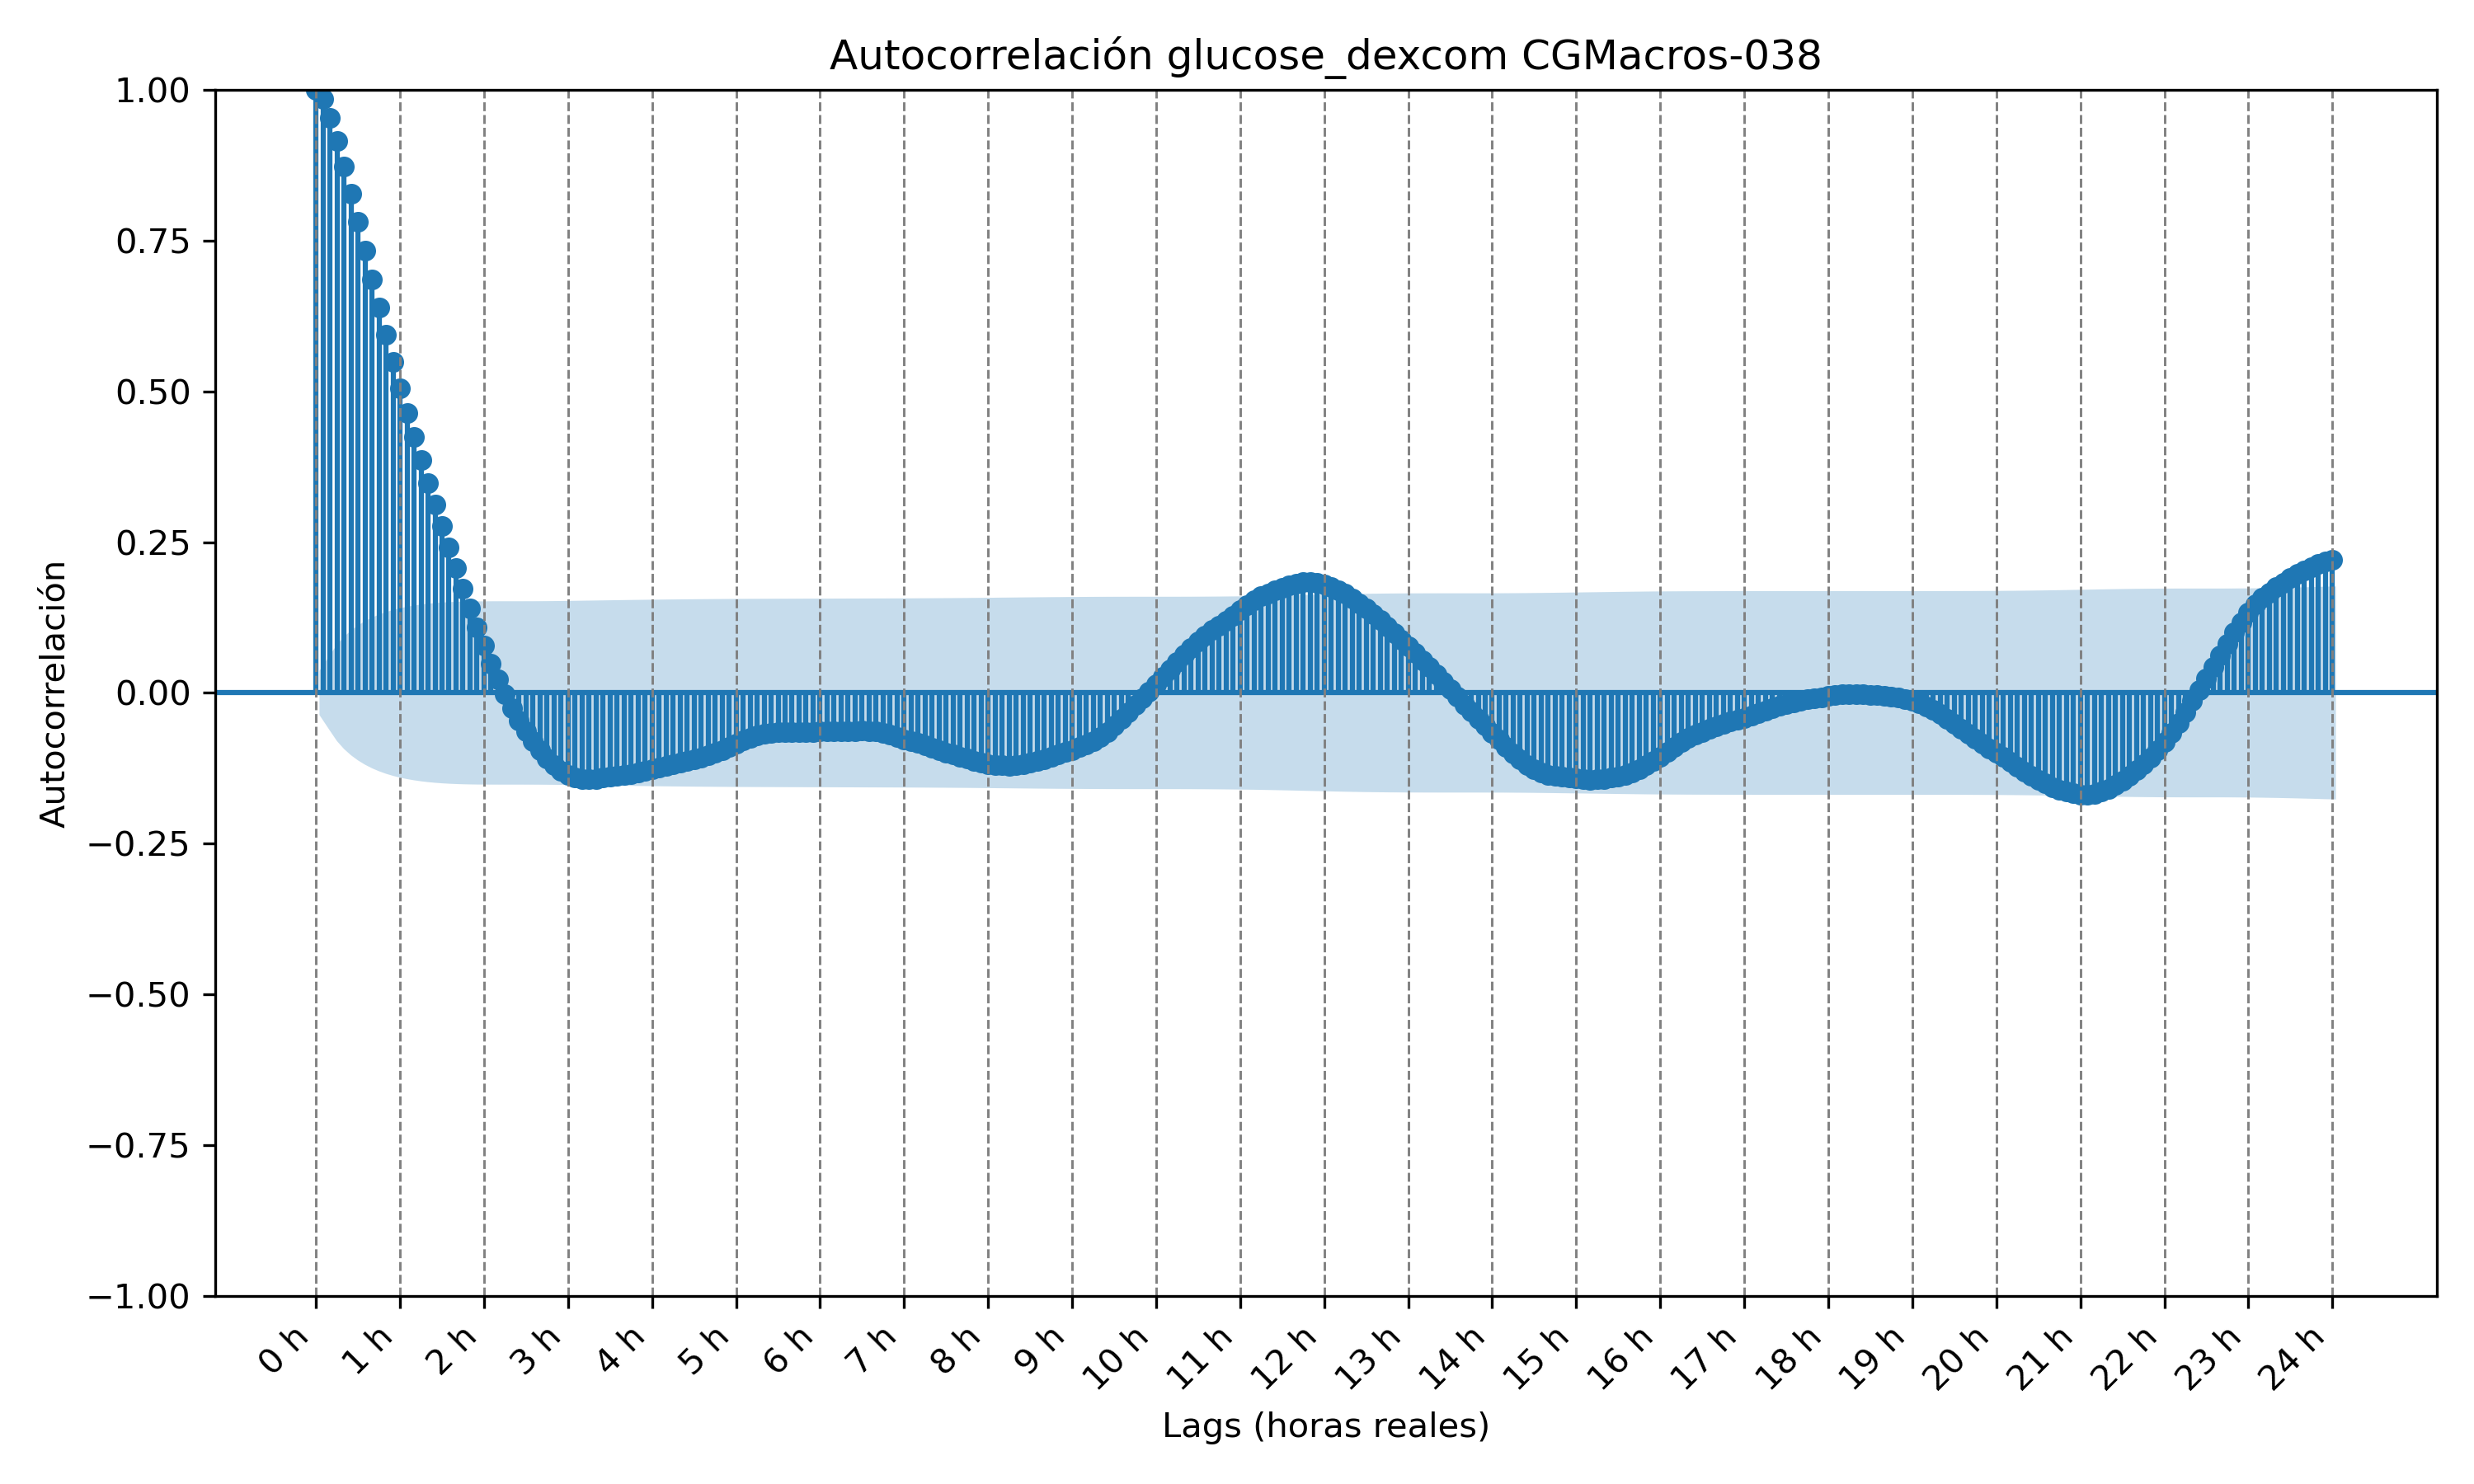 Autocorrelación glucose_dexcom CGMacros-038
1.00
0.75
0.50
0.25
0.00
−0.25
−0.50
−0.75
−1.00
Autocorrelación
0 h
1 h
2 h
3 h
4 h
5 h
6 h
7 h
8 h
9 h
10 h
11 h
12 h
13 h
14 h
15 h
16 h
17 h
18 h
19 h
20 h
21 h
22 h
23 h
24 h
Lags (horas reales)